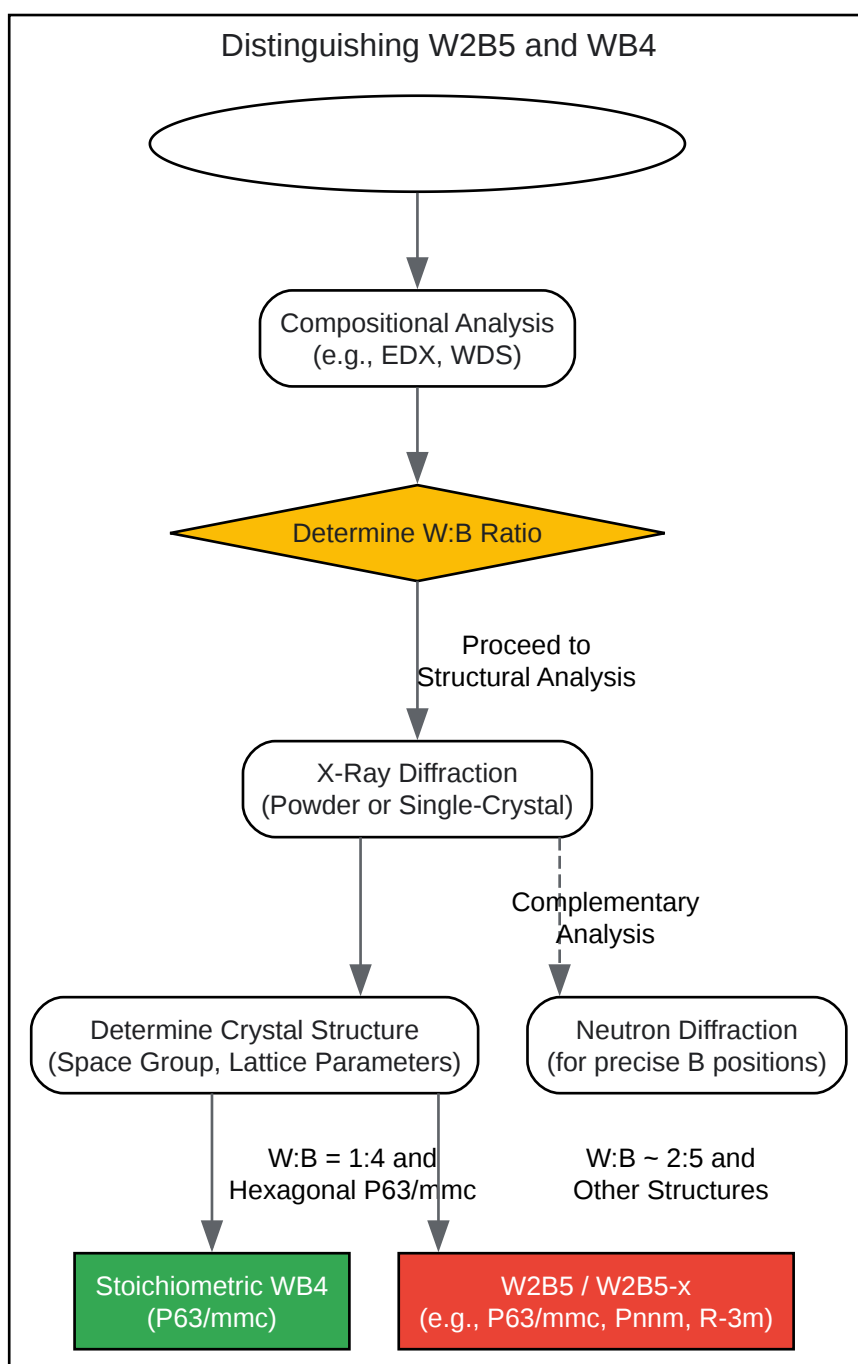 Distinguishing W2B5 and WB4
Compositional Analysis
(e.g., EDX, WDS)
Determine W:B Ratio
Proceed to
Structural Analysis
X-Ray Diffraction
(Powder or Single-Crystal)
Complementary
Analysis
Determine Crystal Structure
(Space Group, Lattice Parameters)
Neutron Diffraction
(for precise B positions)
W:B = 1:4 and
Hexagonal P63/mmc
W:B ~ 2:5 and
Other Structures
Stoichiometric WB4
(P63/mmc)
W2B5 / W2B5-x
(e.g., P63/mmc, Pnnm, R-3m)